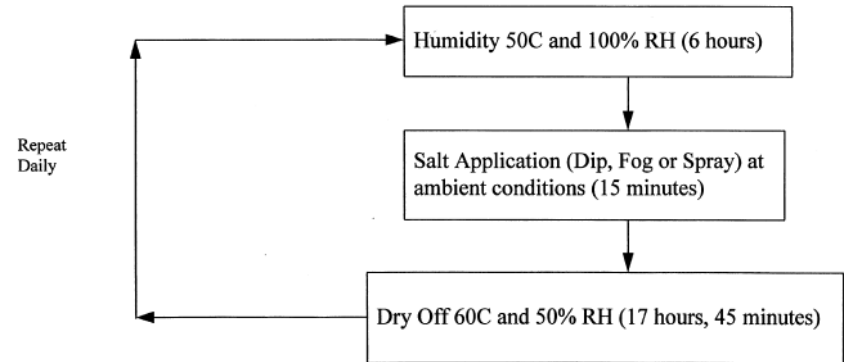 Humidity 50C and 100% RH (6 hours)
Repeat
Daily
Salt Application (Dip, Fog or Spray) at
ambient conditions (15 minutes)
Dry Off 60C and 50% RH (17 hours, 45 minutes)